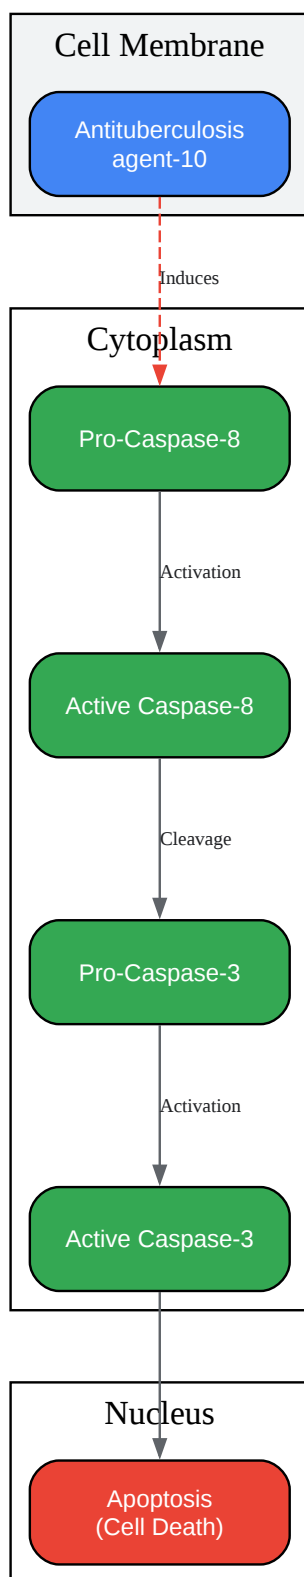 Cell Membrane
Antituberculosis
agent-10
Induces
Cytoplasm
Pro-Caspase-8
Activation
Active Caspase-8
Cleavage
Pro-Caspase-3
Activation
Active Caspase-3
Nucleus
Apoptosis
(Cell Death)